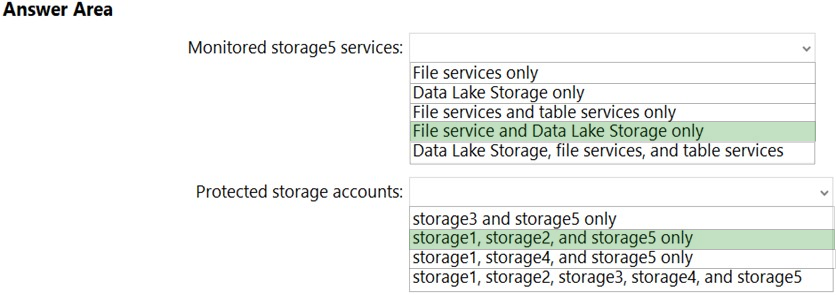 Answer Area
Monitored storage5 services:
File services only
Data Lake Storage only
File services and table services only
File service and Data Lake Storage only
Data Lake Storage, file services, and table services
Protected storage accounts:
storage3 and storage5 only
storage1, storage2, and storage5 only
storage1, storage4, and storage5 only
storage1, storage2, storage3, storage4, and storage5